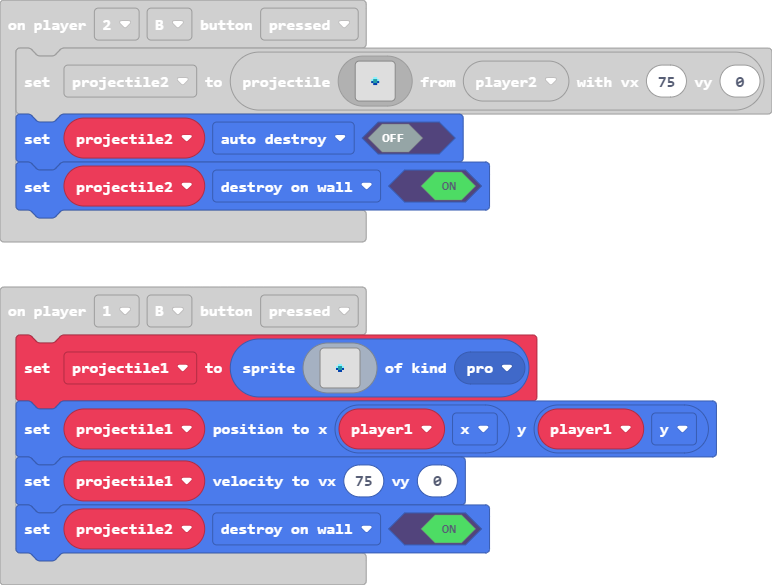 on player 2 B button pressed
set projectile2 to projectile from player2 with vx 75 vy 0
set projectile2 auto destroy OFF
set projectile2 destroy on wall ON
on player 1 B button pressed
set projectile1 to sprite of kind pro
set projectile1 position to x player1 x y player1 y
set projectile1 velocity to vx 75 vy 0
set projectile2 destroy on wall ON